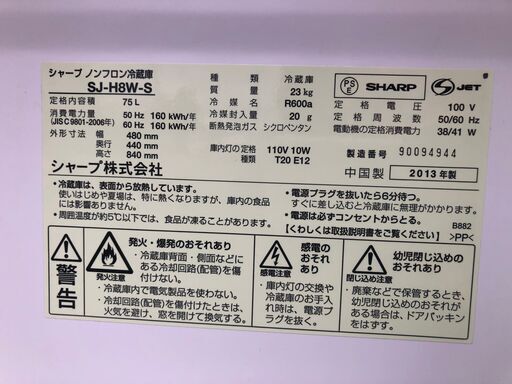 シャープ ノンフロン冷蔵庫
SJ-H8W-S
定格内容積 75 L
消費電力量 50 Hz 160 kWh/年
(JIS C 9801-2006年) 60 Hz 160 kWh/年
外形寸法 幅 480 mm
奥行 440 mm
高さ 840 mm
シャープ株式会社
種類 冷蔵庫
質量 23 kg
冷媒名 R600a
冷媒封入量 20 g
断熱発泡ガス シクロペンタン
庫内灯の定格 110V 10W
T20 E12
PS E SHARP JET
定格電圧 100 V
定格周波数 50/60 Hz
電動機の定格消費電力 38/41 W
製造番号 90094944
中国製 2013年製
・冷蔵庫は、表面から放熱しています。
使いはじめや夏場は、特に熱く感じますが、庫内の食品
には影響ありません。
・周囲温度が約5℃以下では、食品が凍ることがあります。
・電源プラグを抜いたら6分待つ。
すぐに差し込むと冷蔵庫に無理がかかります。
・電源は必ずコンセントからとる。
【くわしくは取扱説明書をご覧ください】
B882
>PP<
警告
発火注意
発火・爆発のおそれあり
・冷蔵庫背面・側面などに
ある冷却回路(配管)を傷
付けない。
・冷蔵庫内で電気製品を使わない。
・冷却回路(配管)を傷付けたときは、
火気を避け、窓を開けて換気する。
感電注意
感電の
おそれあり
・庫内灯の交換や
冷蔵庫のお手入
れ時は、電源プ
ラグを抜く。
閉じ込め注意
幼児閉じ込めの
おそれあり
・廃棄などで保管するとき、幼
児閉じ込めのおそれが
ある場合は、ドアパッキン
をはずす。